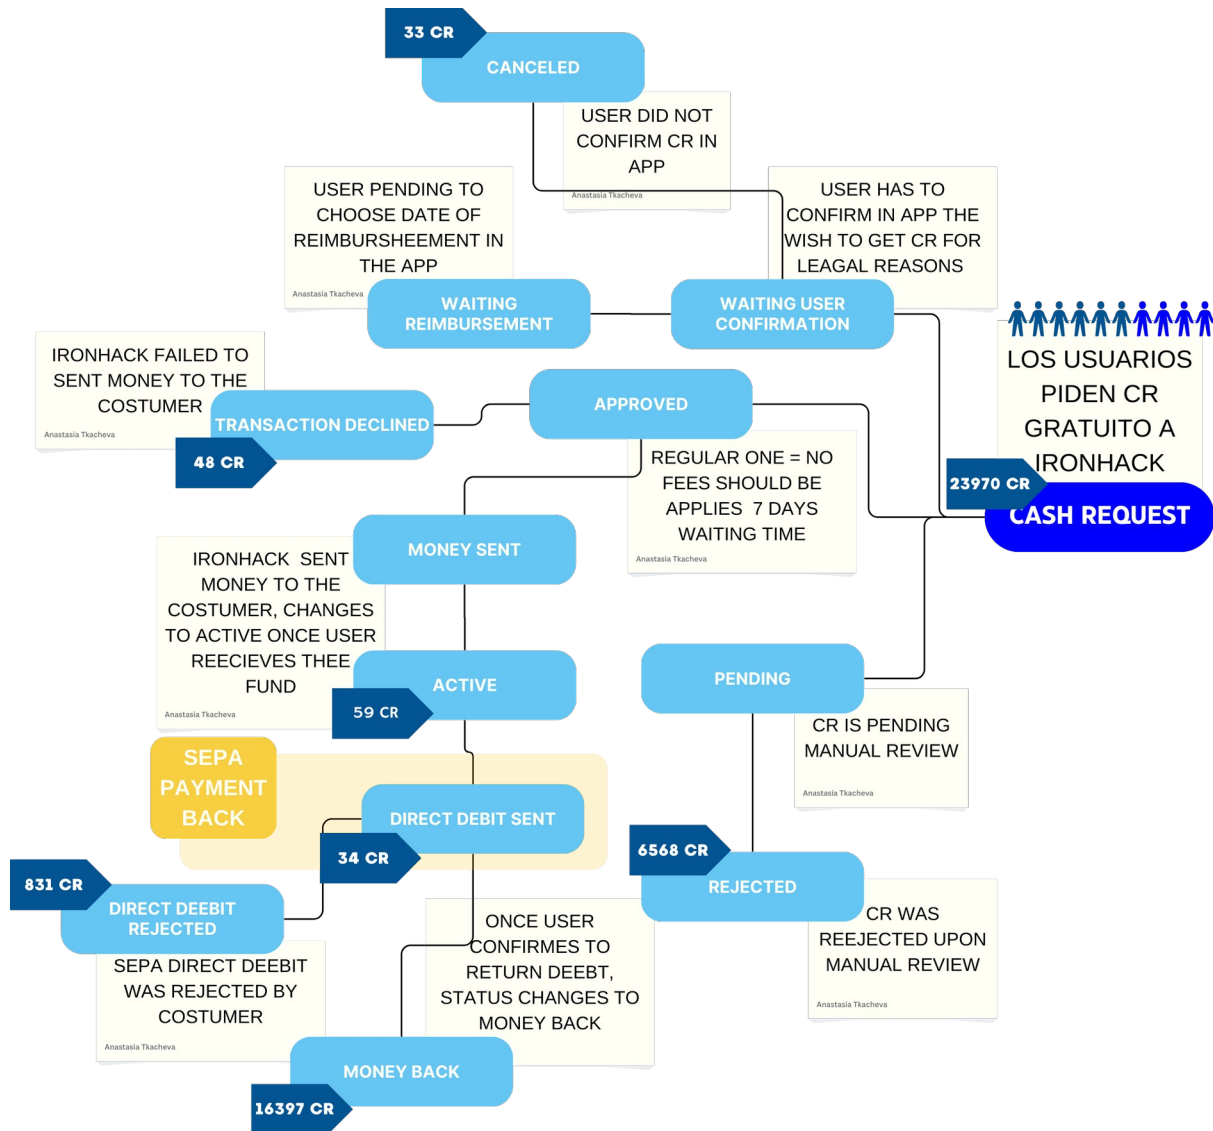 33 CR
CANCELED
USER DID NOT
CONFIRM CR IN
APP
Anastasia Tkacheva
USER PENDING TO
CHOOSE DATE OF
REIMBURSHEEMENT IN
THE APP
Anastasia Tkacheva
USER HAS TO
CONFIRM IN APP THE
WISH TO GET CR FOR
LEAGAL REASONS
WAITING
REIMBURSEMENT
WAITING USER
CONFIRMATION
LOS USUARIOS
PIDEN CR
GRATUITO A
IRONHACK
23970 CR
CASH REQUEST
IRONHACK FAILED TO
SENT MONEY TO THE
COSTUMER
Anastasia Tkacheva
TRANSACTION DECLINED
48 CR
APPROVED
REGULAR ONE = NO
FEES SHOULD BE
APPLIES 7 DAYS
WAITING TIME
Anastasia Tkacheva
MONEY SENT
IRONHACK SENT
MONEY TO THE
COSTUMER, CHANGES
TO ACTIVE ONCE USER
REECIEVES THEE
FUND
Anastasia Tkacheva
ACTIVE
59 CR
PENDING
CR IS PENDING
MANUAL REVIEW
Anastasia Tkacheva
SEPA
PAYMENT
BACK
DIRECT DEBIT SENT
34 CR
6568 CR
REJECTED
CR WAS
REEJECTED UPON
MANUAL REVIEW
Anastasia Tkacheva
831 CR
DIRECT DEEBIT
REJECTED
SEPA DIRECT DEEBIT
WAS REJECTED BY
COSTUMER
Anastasia Tkacheva
ONCE USER
CONFIRMES TO
RETURN DEEBT,
STATUS CHANGES TO
MONEY BACK
MONEY BACK
16397 CR